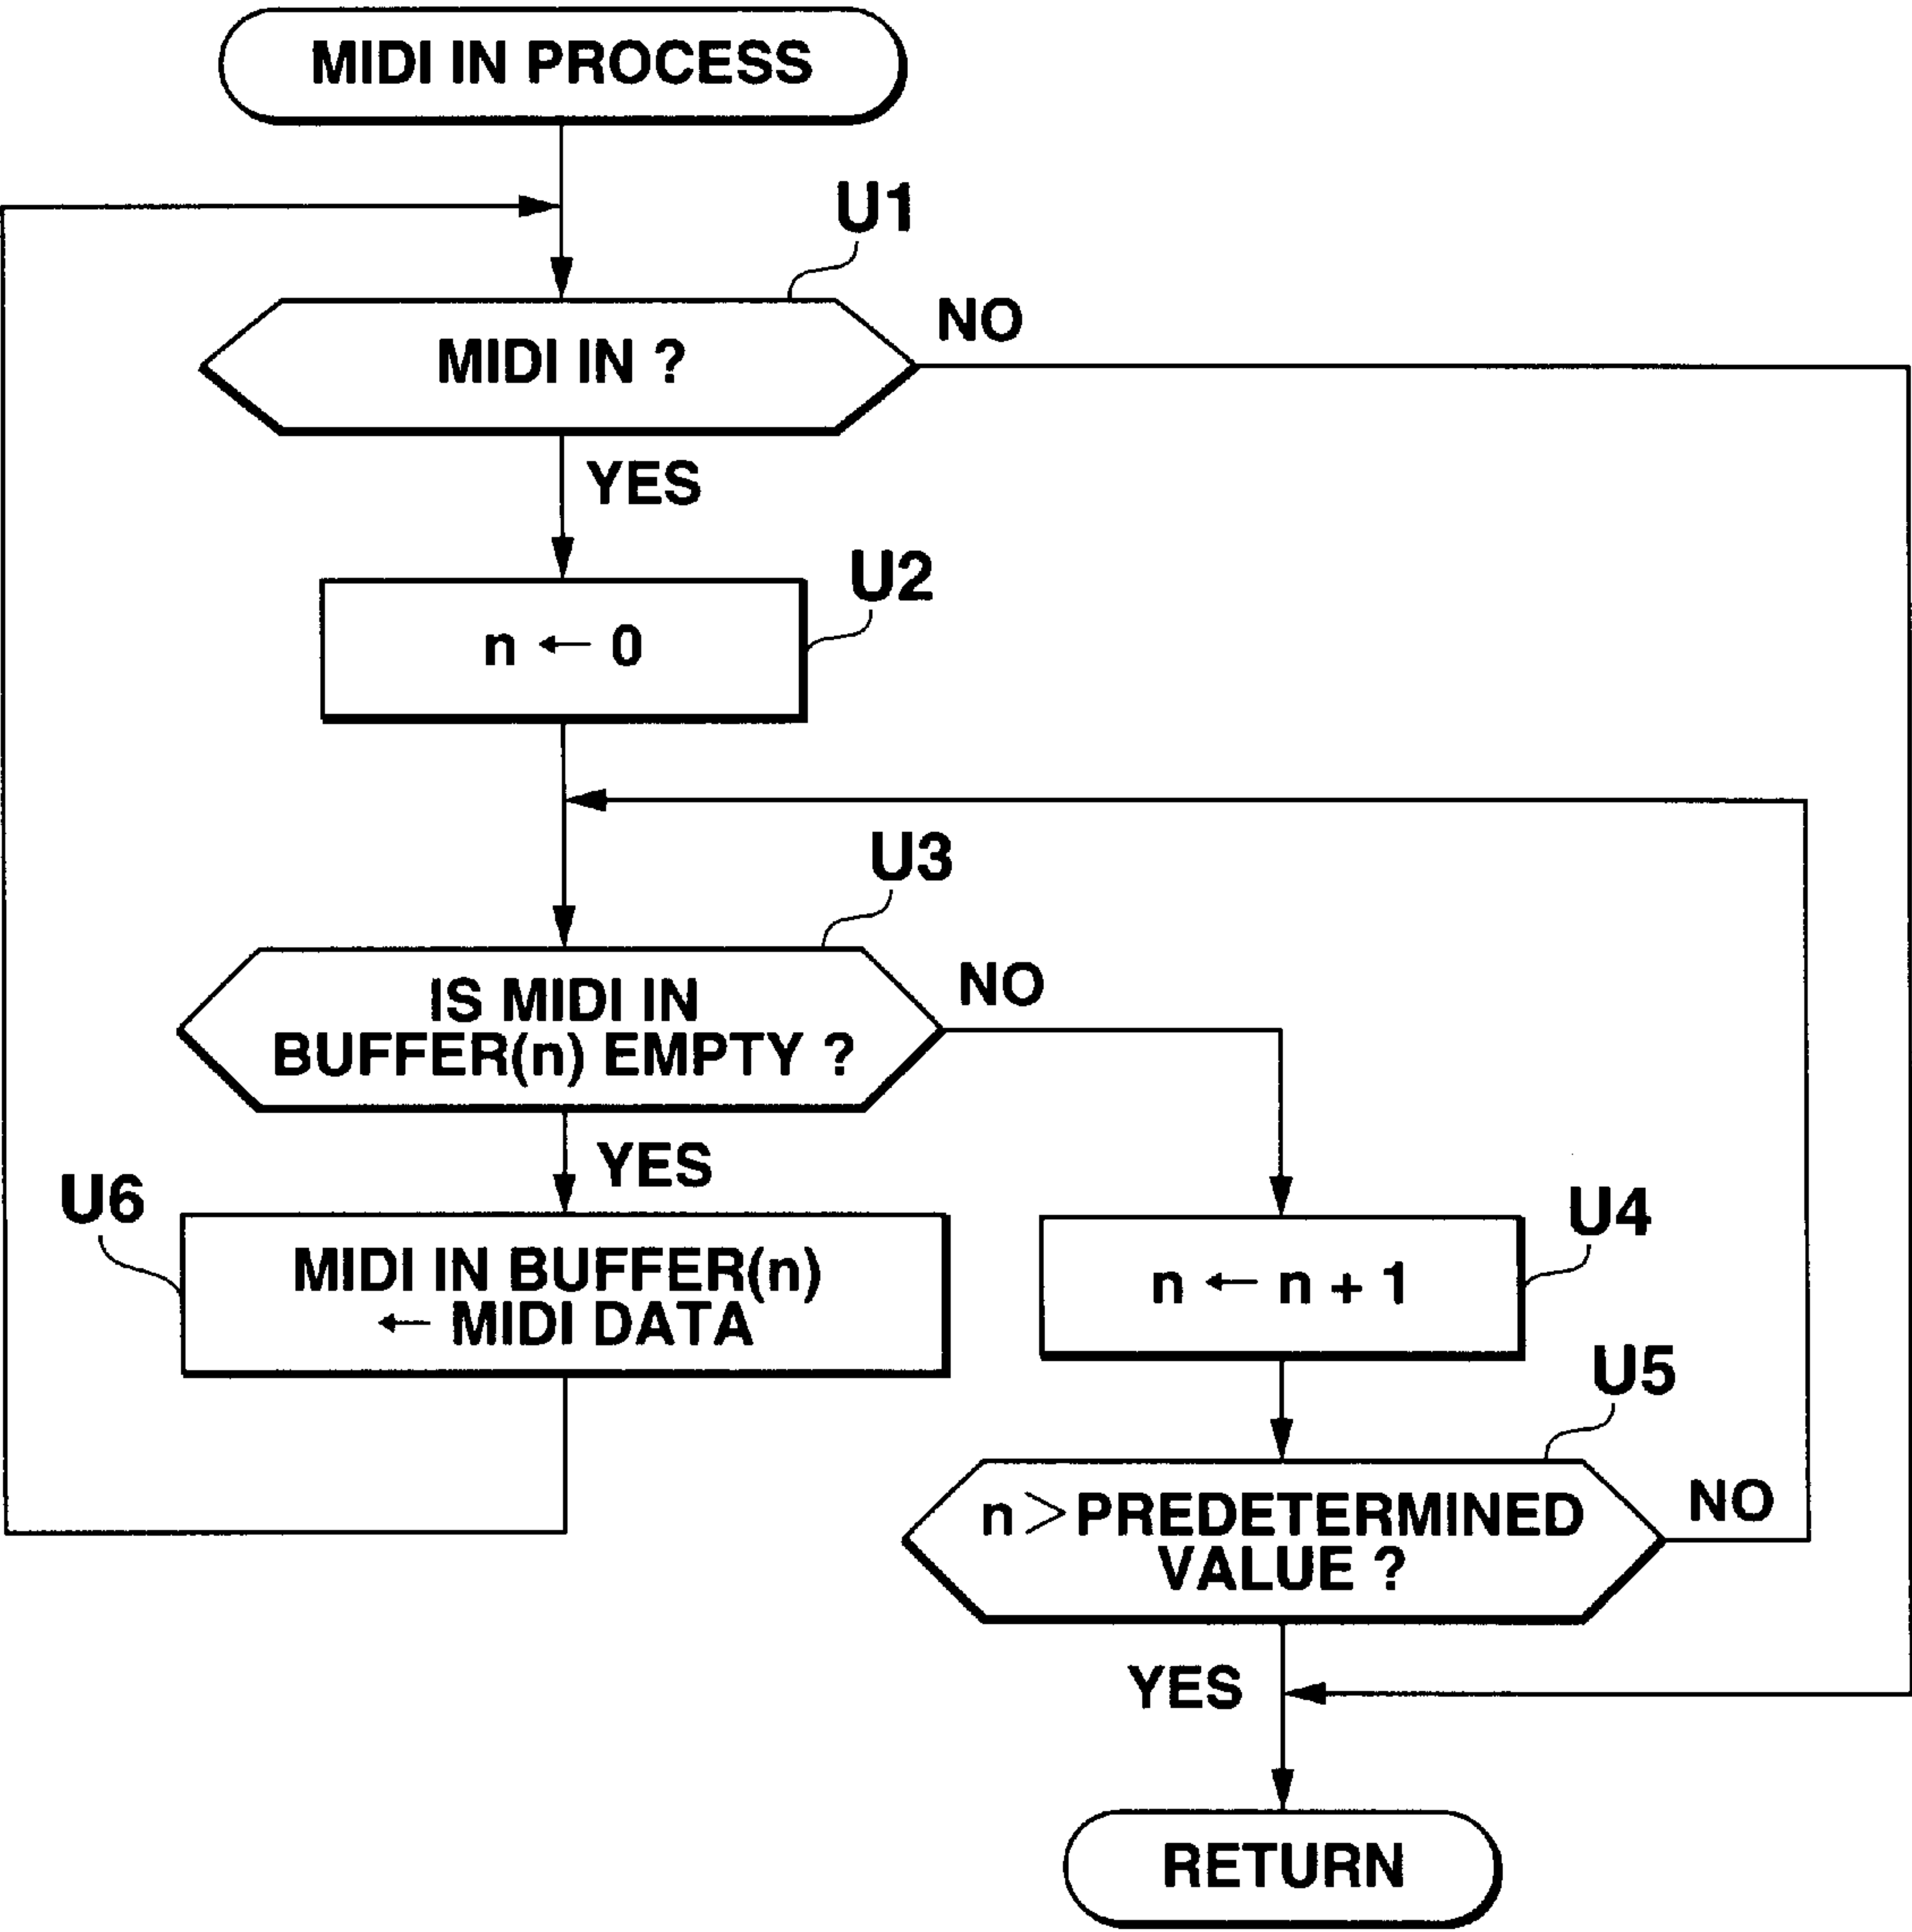 MIDI IN PROCESS
U1
MIDI IN ?
NO
YES
U2
n ← 0
U3
IS MIDI IN
BUFFER(n) EMPTY ?
NO
YES
U6
MIDI IN BUFFER(n)
← MIDI DATA
U4
n ← n + 1
U5
n > PREDETERMINED
VALUE ?
NO
YES
RETURN